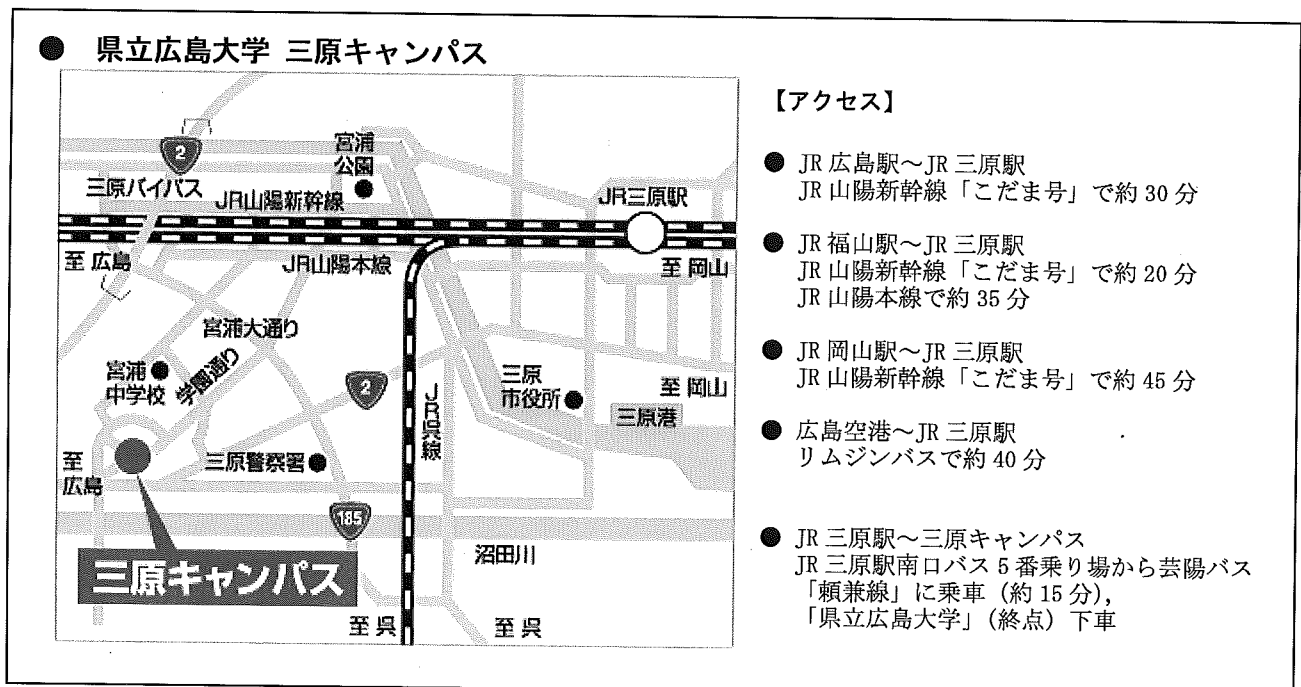 ● 県立広島大学 三原キャンパス
2
三原バイパス
宮浦
公園
JR山陽新幹線
JR三原駅
至 広島
JR山陽本線
至 岡山
宮浦大通り
学園通り
宮浦
中学校
2
JR呉線
三原
市役所
至 岡山
三原港
至
広島
三原警察署
185
沼田川
三原キャンパス
至 呉
至 呉
【アクセス】
● JR 広島駅～JR 三原駅
JR 山陽新幹線「こだま号」で約 30 分
● JR 福山駅～JR 三原駅
JR 山陽新幹線「こだま号」で約 20 分
JR 山陽本線で約 35 分
● JR 岡山駅～JR 三原駅
JR 山陽新幹線「こだま号」で約 45 分
● 広島空港～JR 三原駅
リムジンバスで約 40 分
● JR 三原駅～三原キャンパス
JR 三原駅南口バス 5 番乗り場から芸陽バス
「頼兼線」に乗車（約 15 分），
「県立広島大学」（終点）下車